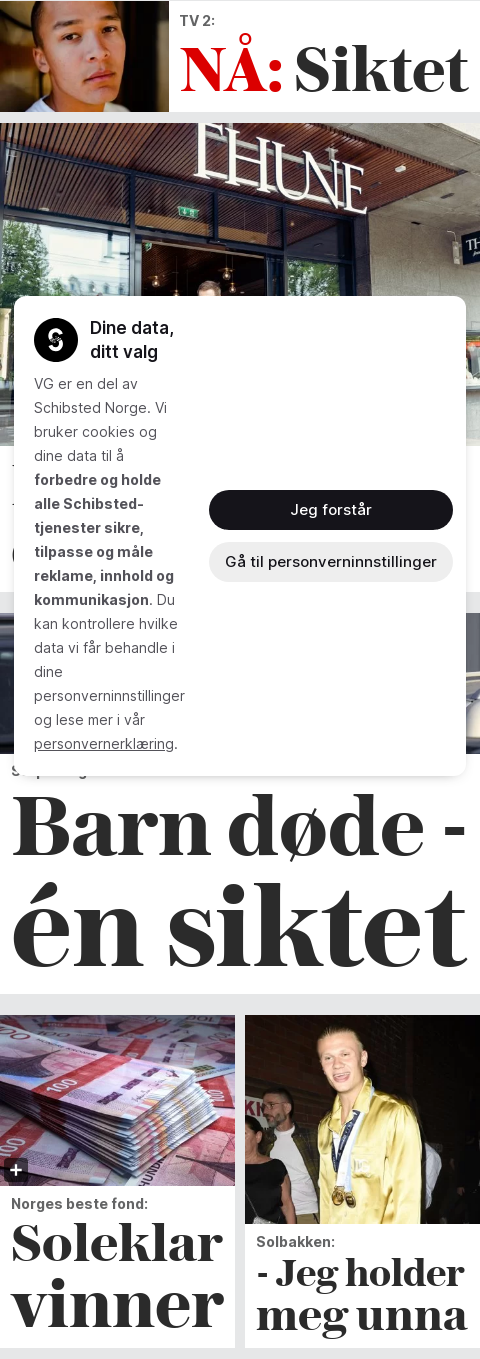 TV 2:
NÅ: Siktet
THUNE
Dine data,
ditt valg
VG er en del av
Schibsted Norge. Vi
bruker cookies og
dine data til å
forbedre og holde
alle Schibsted-
tjenester sikre,
tilpasse og måle
reklame, innhold og
kommunikasjon. Du
kan kontrollere hvilke
data vi får behandle i
dine
personverninnstillinger
og lese mer i vår
personvernerklæring.
Jeg forstår
Gå til personverninnstillinger
Barn døde -
én siktet
100
100
Norges beste fond:
Soleklar
vinner
Solbakken:
- Jeg holder
meg unna